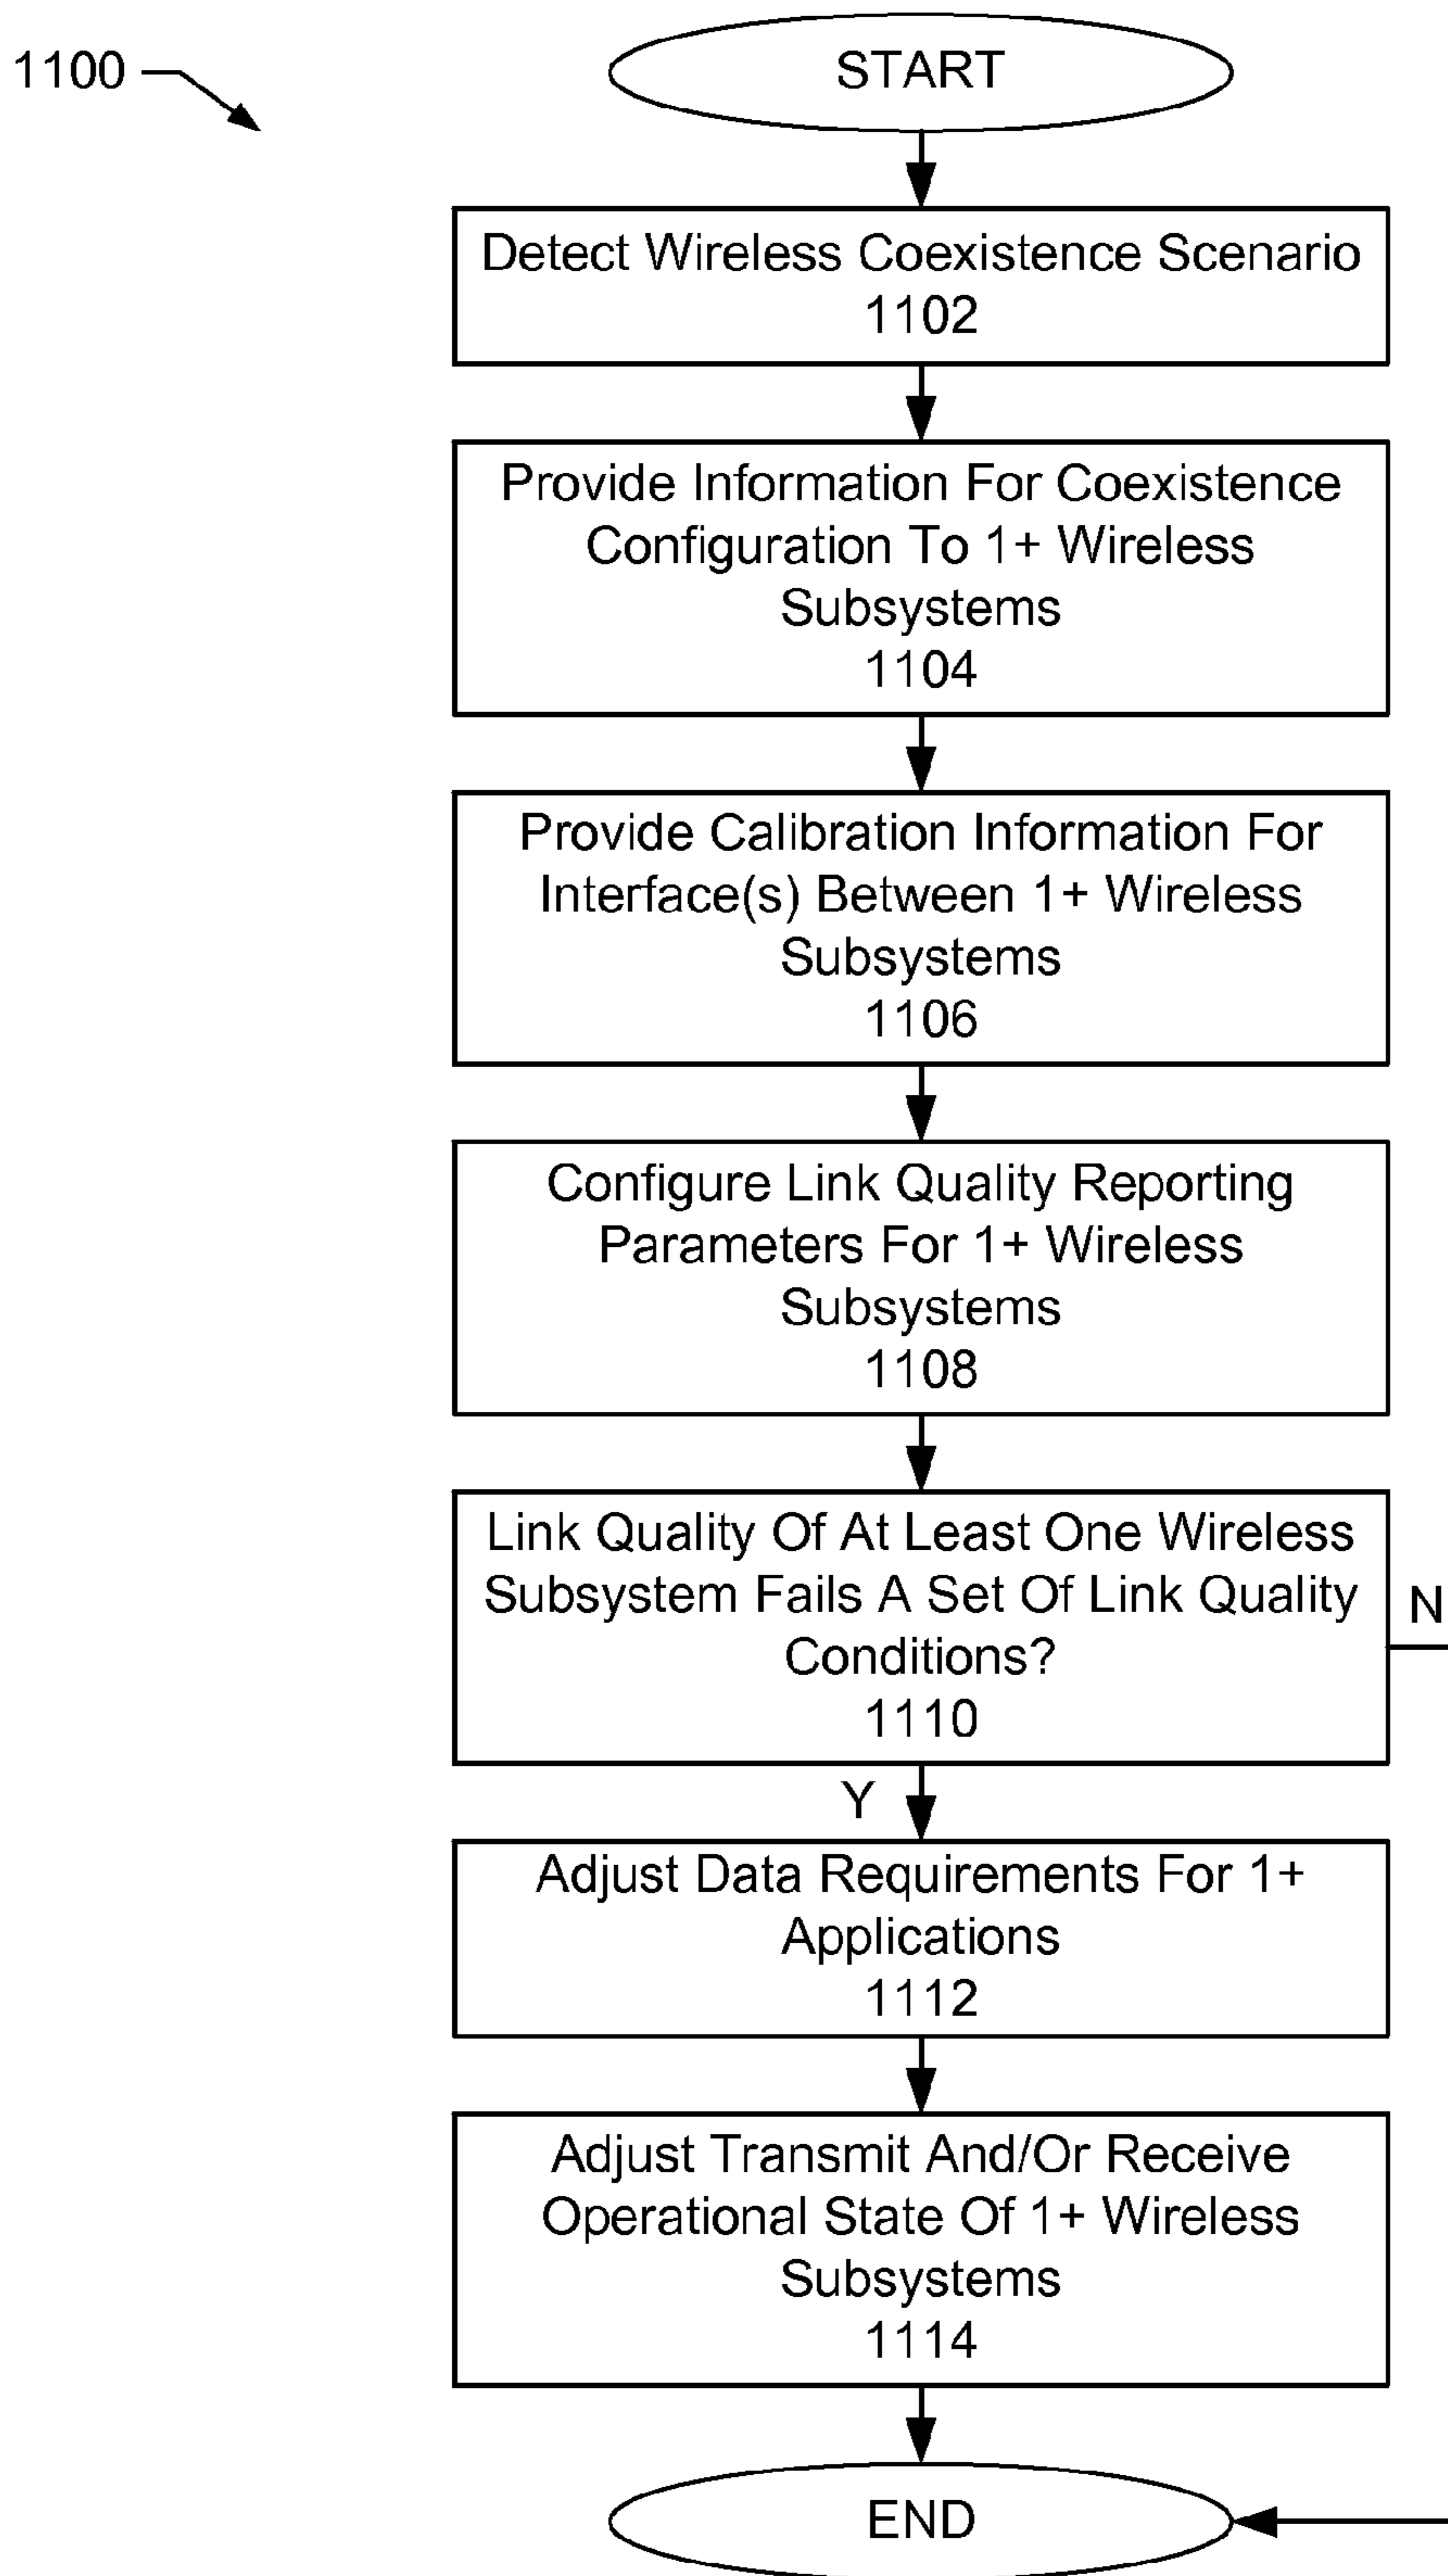 1100
START
Detect Wireless Coexistence Scenario
1102
Provide Information For Coexistence
Configuration To 1+ Wireless
Subsystems
1104
Provide Calibration Information For
Interface(s) Between 1+ Wireless
Subsystems
1106
Configure Link Quality Reporting
Parameters For 1+ Wireless
Subsystems
1108
Link Quality Of At Least One Wireless
Subsystem Fails A Set Of Link Quality
Conditions?
1110
N
Y
Adjust Data Requirements For 1+
Applications
1112
Adjust Transmit And/Or Receive
Operational State Of 1+ Wireless
Subsystems
1114
END